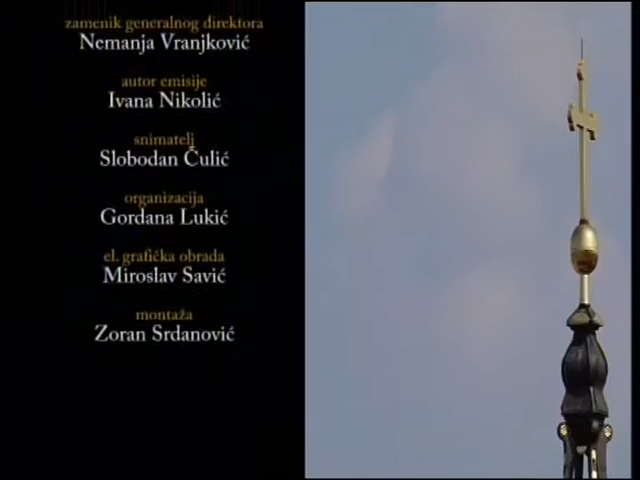 zamenik generalnog direktora
Nemanja Vranjković
autor emisije
Ivana Nikolić
snimatelj
Slobodan Čulić
organizacija
Gordana Lukić
el. grafička obrada
Miroslav Savić
montaža
Zoran Srdanović